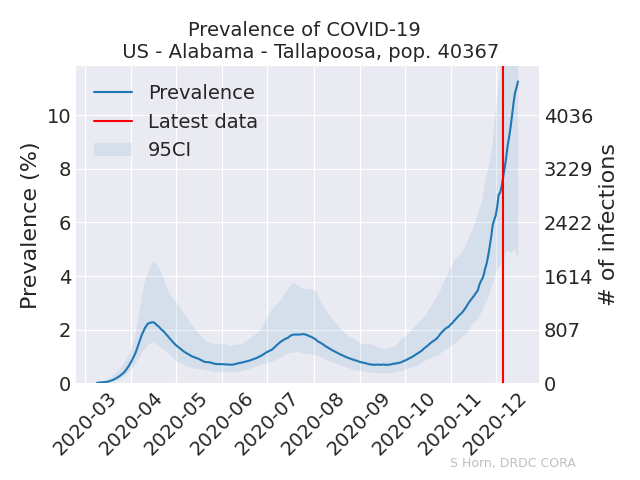 Prevalence of COVID-19
US - Alabama - Tallapoosa, pop. 40367
Prevalence
Latest data
95CI
Prevalence (%)
10
8
6
4
2
0
4036
3229
2422
1614
807
0
# of infections
2020-03
2020-04
2020-05
2020-06
2020-07
2020-08
2020-09
2020-10
2020-11
2020-12
S Horn, DRDC CORA